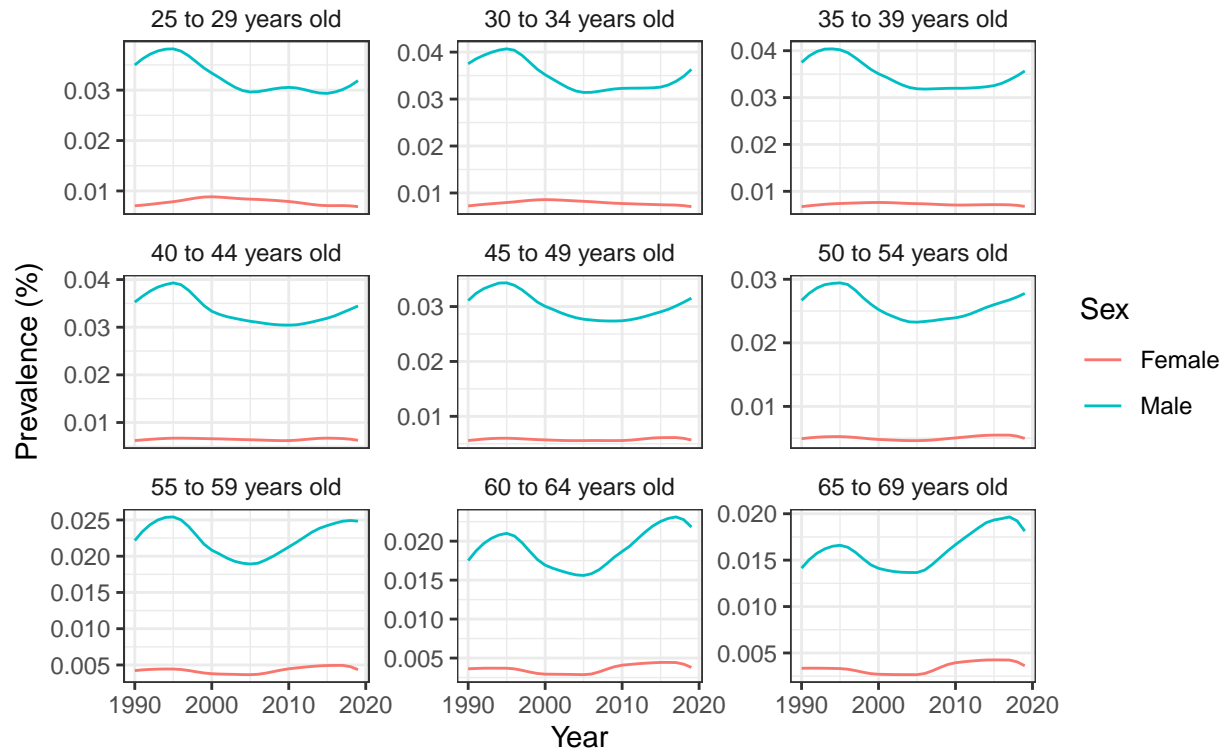 25 to 29 years old
30 to 34 years old
35 to 39 years old
0.03
0.02
0.01
0.04
0.03
0.02
0.01
0.04
0.03
0.02
0.01
40 to 44 years old
45 to 49 years old
50 to 54 years old
0.04
0.03
0.02
0.01
0.03
0.02
0.01
0.03
0.02
0.01
55 to 59 years old
60 to 64 years old
65 to 69 years old
0.025
0.020
0.015
0.010
0.005
0.020
0.015
0.010
0.005
0.020
0.015
0.010
0.005
1990 2000 2010 2020
1990 2000 2010 2020
1990 2000 2010 2020
Prevalence (%)
Year
Sex
Female
Male